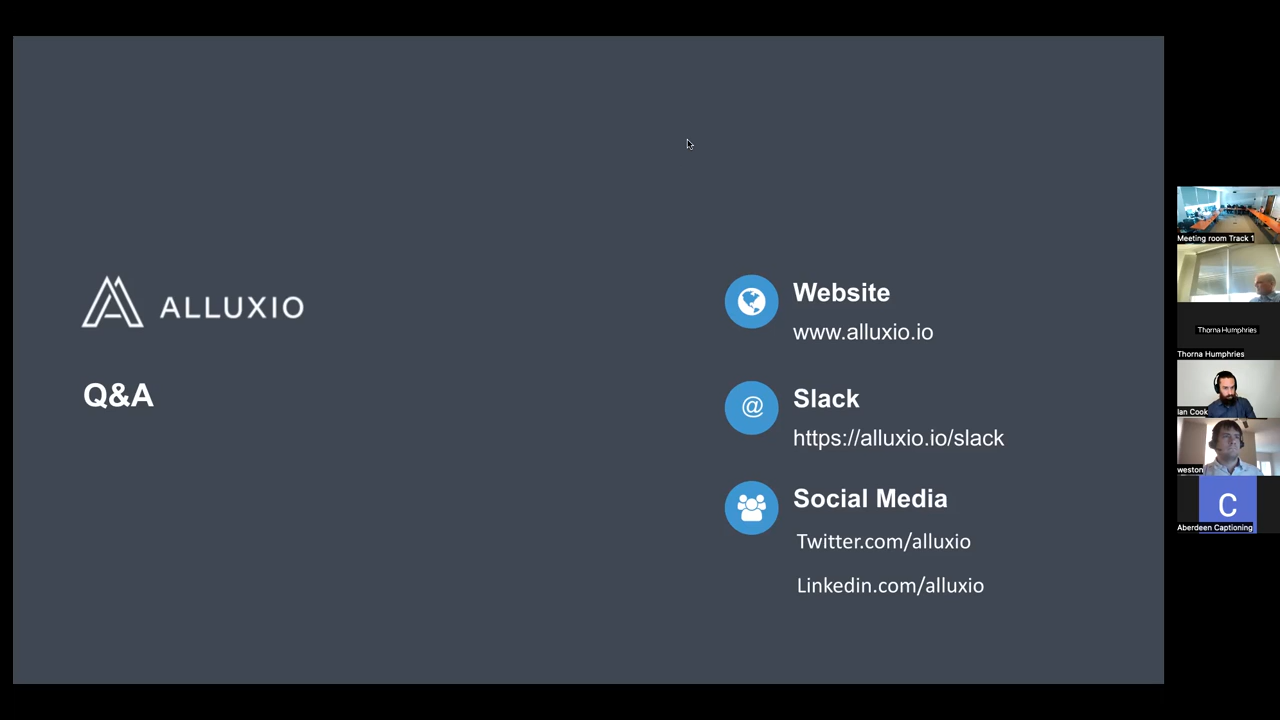 ALLUXIO
Q&A
Website
www.alluxio.io
@
Slack
https://alluxio.io/slack
Social Media
Twitter.com/alluxio
Linkedin.com/alluxio
Meeting room Track 1
Thorna Humphries
Thorna Humphries
Ian Cook
weston
C
Aberdeen Captioning